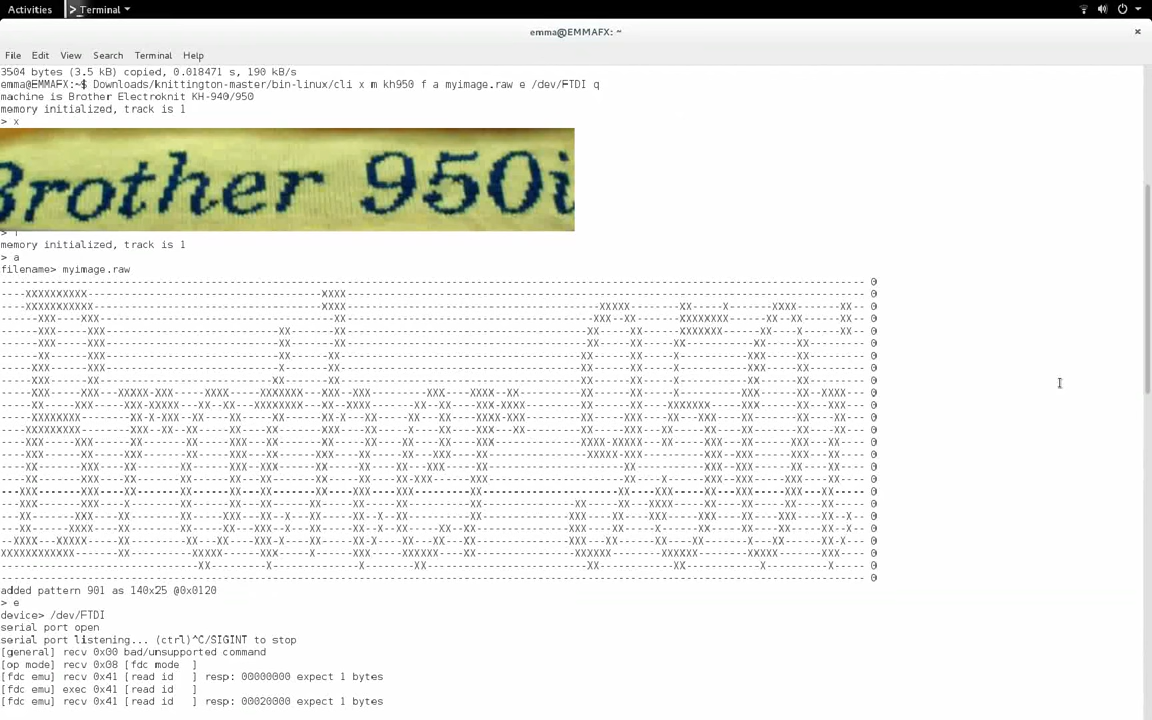 Activities
Terminal
emma@EMMAFX: ~
File Edit View Search Terminal Help
3504 bytes (3.5 kB) copied, 0.018471 s, 190 kB/s
emma@EMMAFX:~$ Downloads/knittington-master/bin-linux/cli x m kh950 f a myimage.raw e /dev/FTDI q
machine is Brother Electroknit KH-940/950
memory initialized, track is 1
> x
Brother 950i
memory initialized, track is 1
> a
filename> myimage.raw
added pattern 901 as 140x25 @0x0120
> e
device> /dev/FTDI
serial port open
serial port listening... (ctrl)^C/SIGINT to stop
[general] recv 0x00 bad/unsupported command
[op mode] recv 0x08 [fdc mode  ]
[fdc emu] recv 0x41 [read id   ] resp: 00000000 expect 1 bytes
[fdc emu] exec 0x41 [read id   ]
[fdc emu] recv 0x41 [read id   ] resp: 00020000 expect 1 bytes